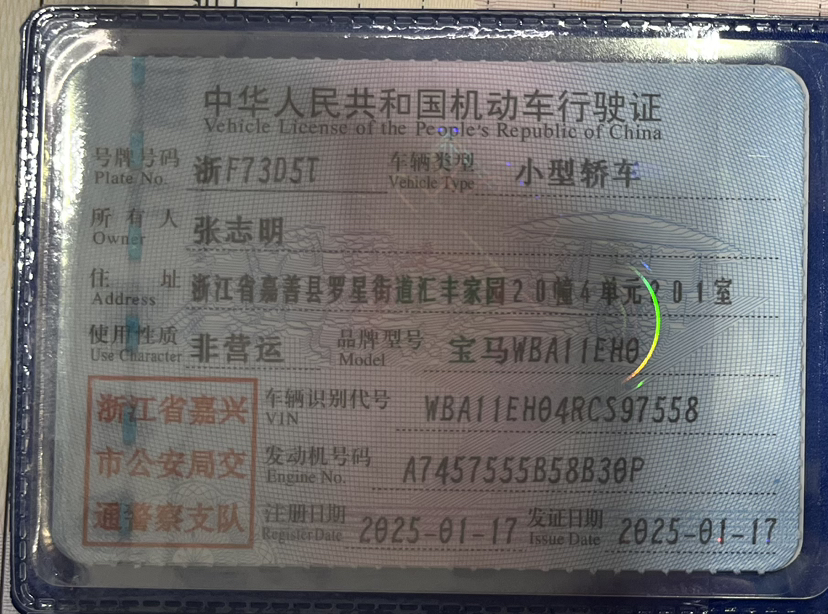 中华人民共和国机动车行驶证
Vehicle License of the People's Republic of China
号牌号码 浙F73D5T 车辆类型 小型轿车
Plate No. Vehicle Type
所有人 张志明
Owner
住址 浙江省嘉善县罗星街道汇丰家园20幢4单元201室
Address
使用性质 非营运 品牌型号 宝马WBA11EH0
Use Character Model
浙江省嘉兴
市公安局交
通警察支队
车辆识别代号 WBA11EH04RCS97558
VIN
发动机号码 A7457555B58B30P
Engine No.
注册日期 2025-01-17 发证日期 2025-01-17
Register Date Issue Date